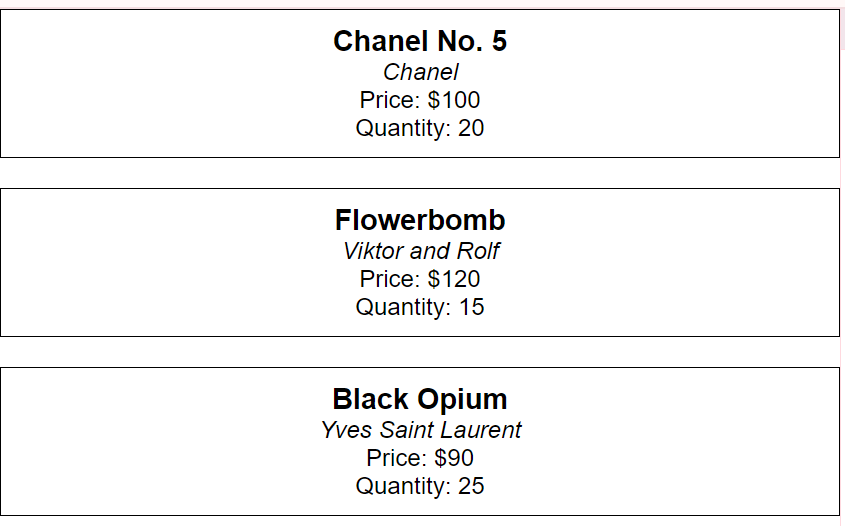 Chanel No. 5
Chanel
Price: $100
Quantity: 20
Flowerbomb
Viktor and Rolf
Price: $120
Quantity: 15
Black Opium
Yves Saint Laurent
Price: $90
Quantity: 25